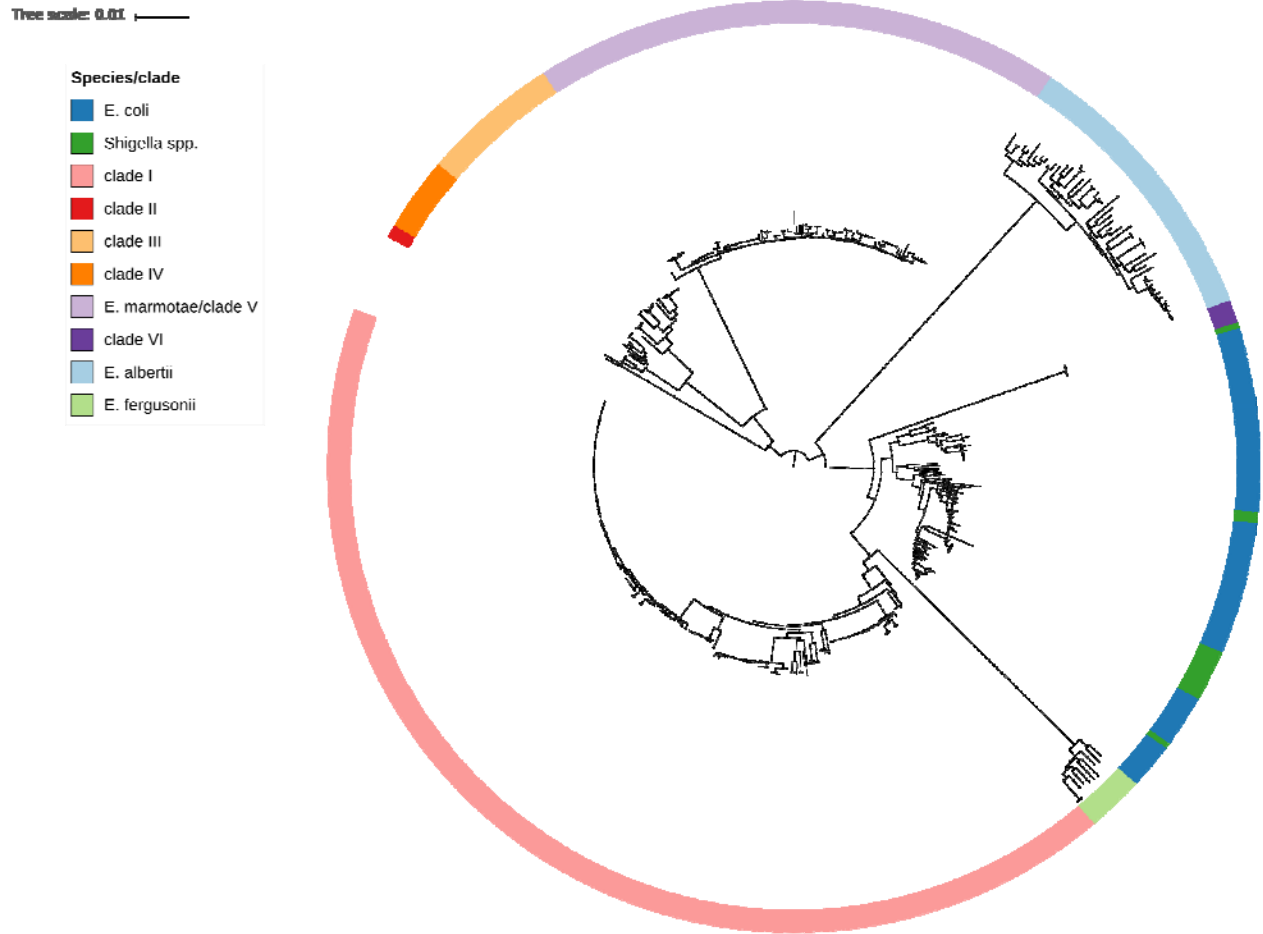 Tree scale: 0.01
Species/clade
E. coli
Shigella spp.
clade I
clade II
clade III
clade IV
E. marmotae/clade V
clade VI
E. albertii
E. fergusonii